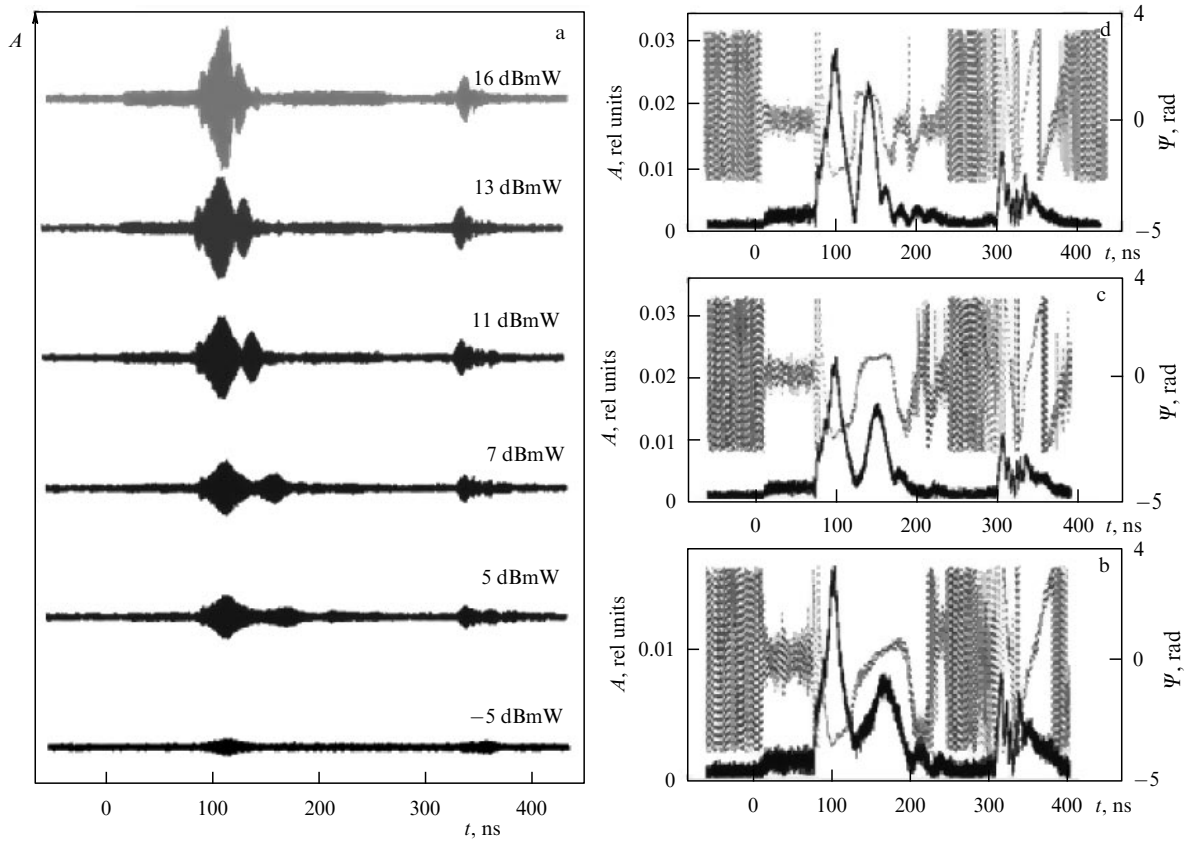 A
a
16 dBmW
13 dBmW
11 dBmW
7 dBmW
5 dBmW
−5 dBmW
0 100 200 300 400
t, ns
d
A, rel units
0.03
0.02
0.01
0
4
0
−5
Ψ, rad
0 100 200 300 400 t, ns
c
A, rel units
0.03
0.02
0.01
0
4
0
−5
Ψ, rad
0 100 200 300 400 t, ns
b
A, rel units
0.01
0
4
0
−5
Ψ, rad
0 100 200 300 400
t, ns